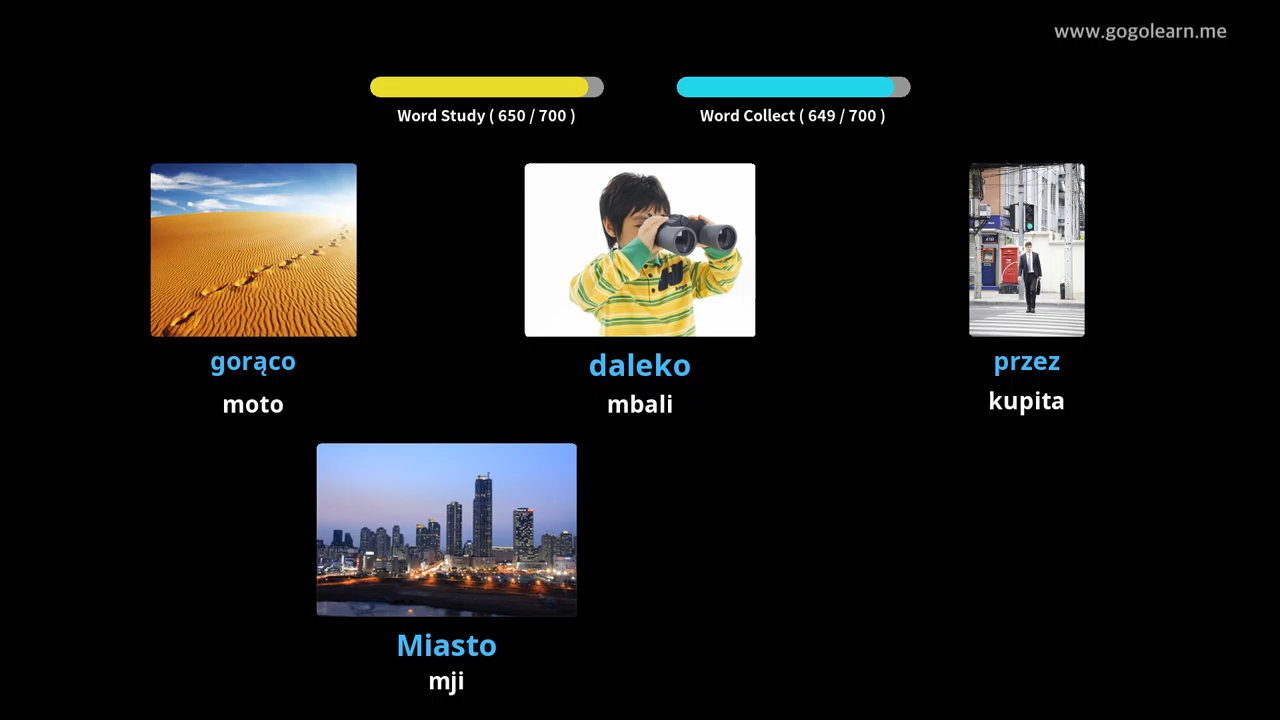 www.gogolearn.me
Word Study ( 650 / 700 )
Word Collect ( 649 / 700 )
gorąco
moto
daleko
mbali
przez
kupita
Miasto
mji